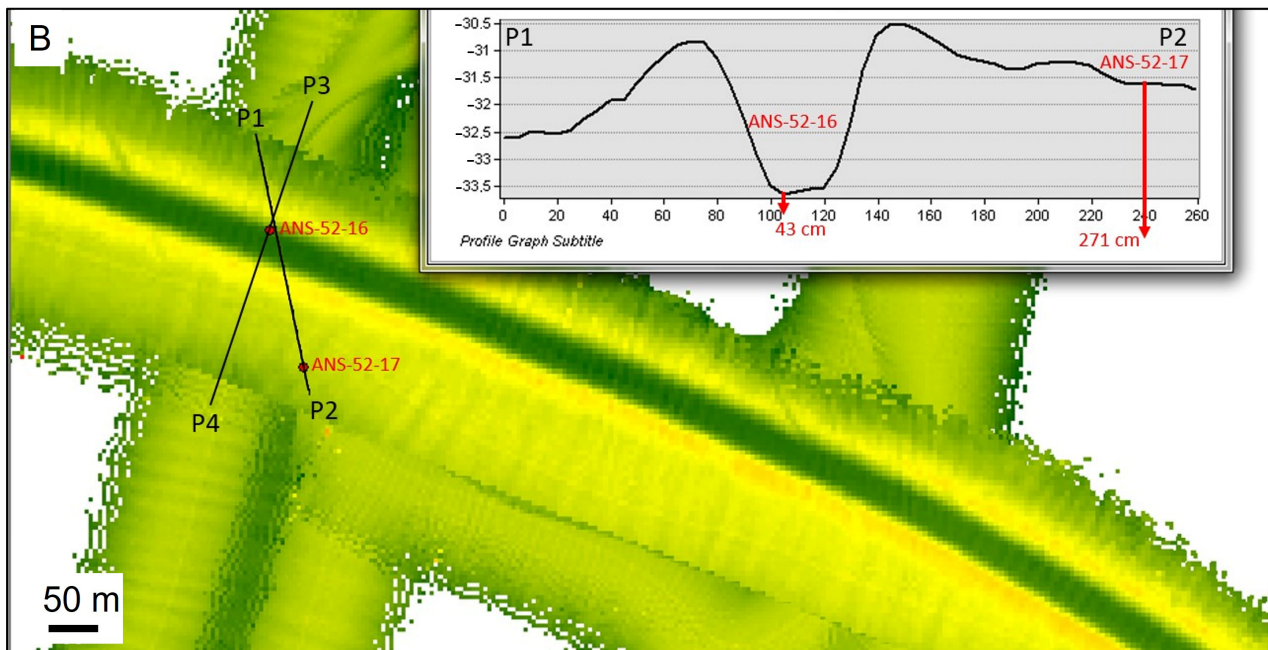 B
P1
P2
−30.5
−31
−31.5
−32
−32.5
−33
−33.5
ANS-52-16
ANS-52-17
0 20 40 60 80 100 120 140 160 180 200 220 240 260
43 cm
271 cm
Profile Graph Subtitle
P3
P1
ANS-52-16
ANS-52-17
P2
P4
50 m